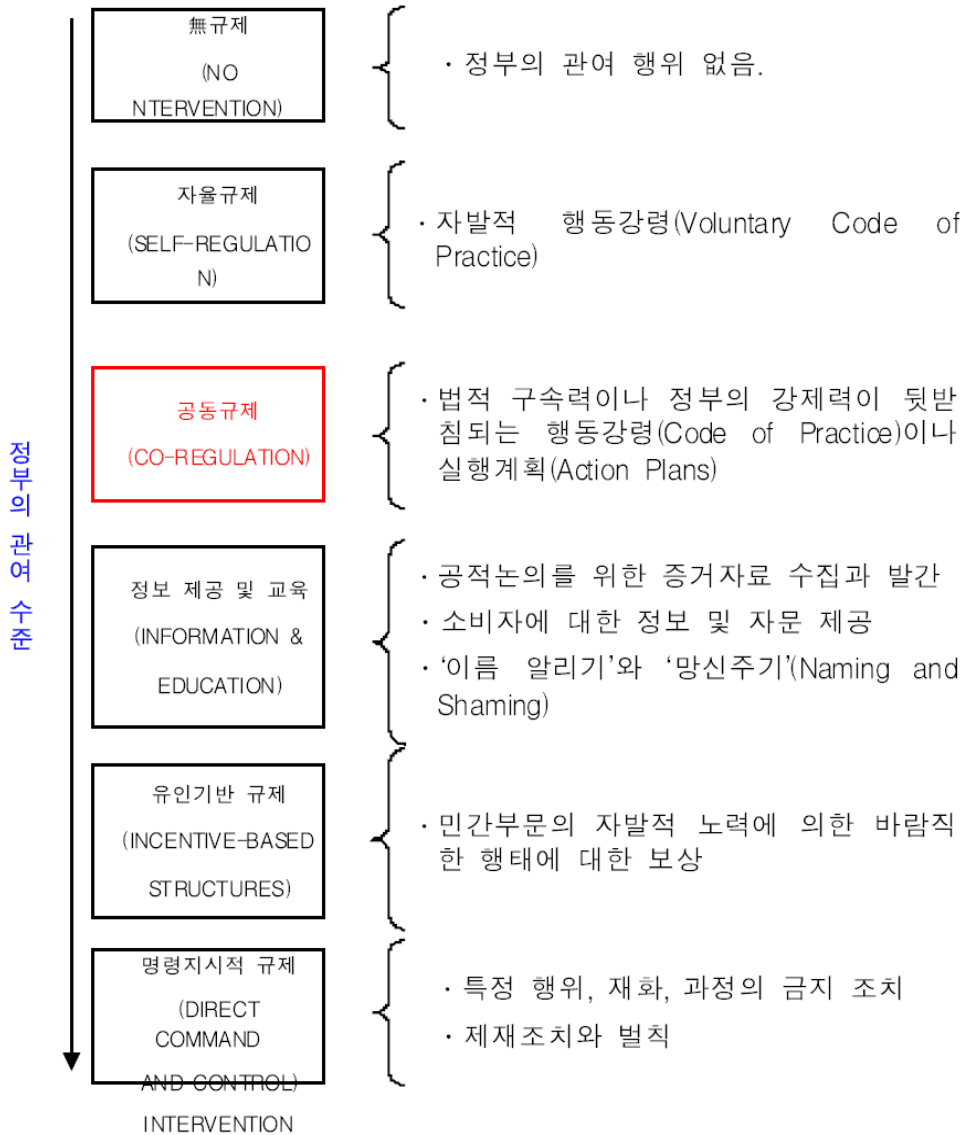 정부의 관여 수준
無규제
(NO
NTERVENTION)
· 정부의 관여 행위 없음.
자율규제
(SELF-REGULATIO
N)
· 자발적 행동강령(Voluntary Code of
Practice)
공동규제
(CO-REGULATION)
· 법적 구속력이나 정부의 강제력이 뒷받
침되는 행동강령(Code of Practice)이나
실행계획(Action Plans)
정보 제공 및 교육
(INFORMATION &
EDUCATION)
· 공적논의를 위한 증거자료 수집과 발간
· 소비자에 대한 정보 및 자문 제공
· ‘이름 알리기’와 ‘망신주기’(Naming and
Shaming)
유인기반 규제
(INCENTIVE-BASED
STRUCTURES)
· 민간부문의 자발적 노력에 의한 바람직
한 행태에 대한 보상
명령지시적 규제
(DIRECT
COMMAND
AND CONTROL)
INTERVENTION
· 특정 행위, 재화, 과정의 금지 조치
· 제재조치와 벌칙